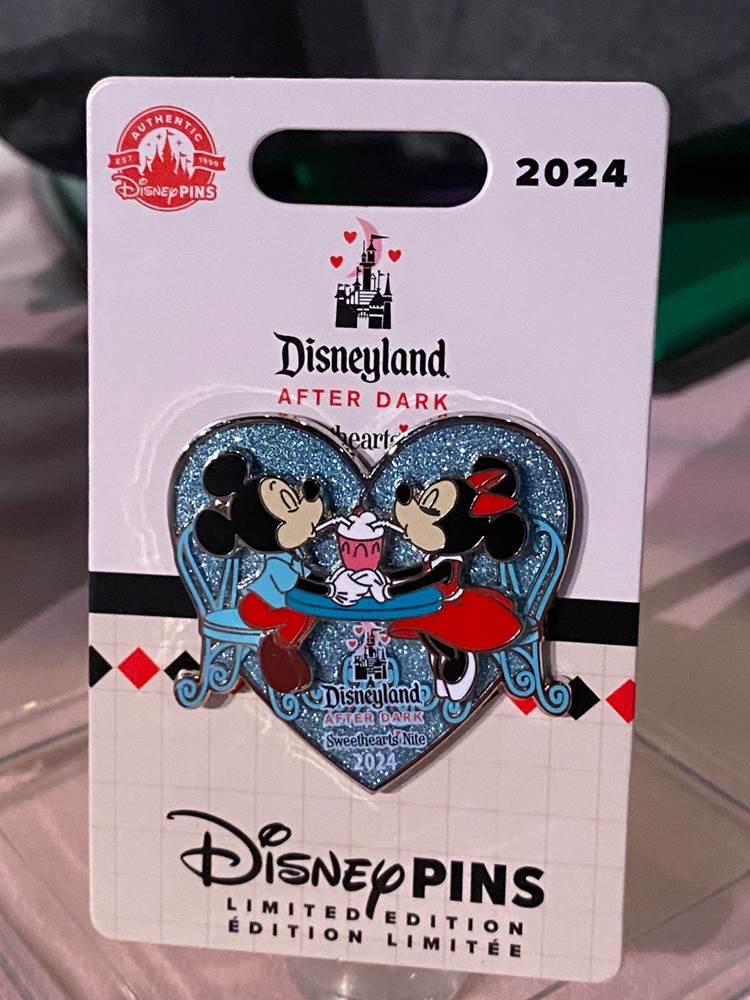 AUTHENTIC
EST 1999
DISNEY PINS
2024
Disneyland
AFTER DARK
hearts
Disneyland
AFTER DARK
Sweethearts' Nite
2024
DISNEY PINS
LIMITED EDITION
ÉDITION LIMITÉE